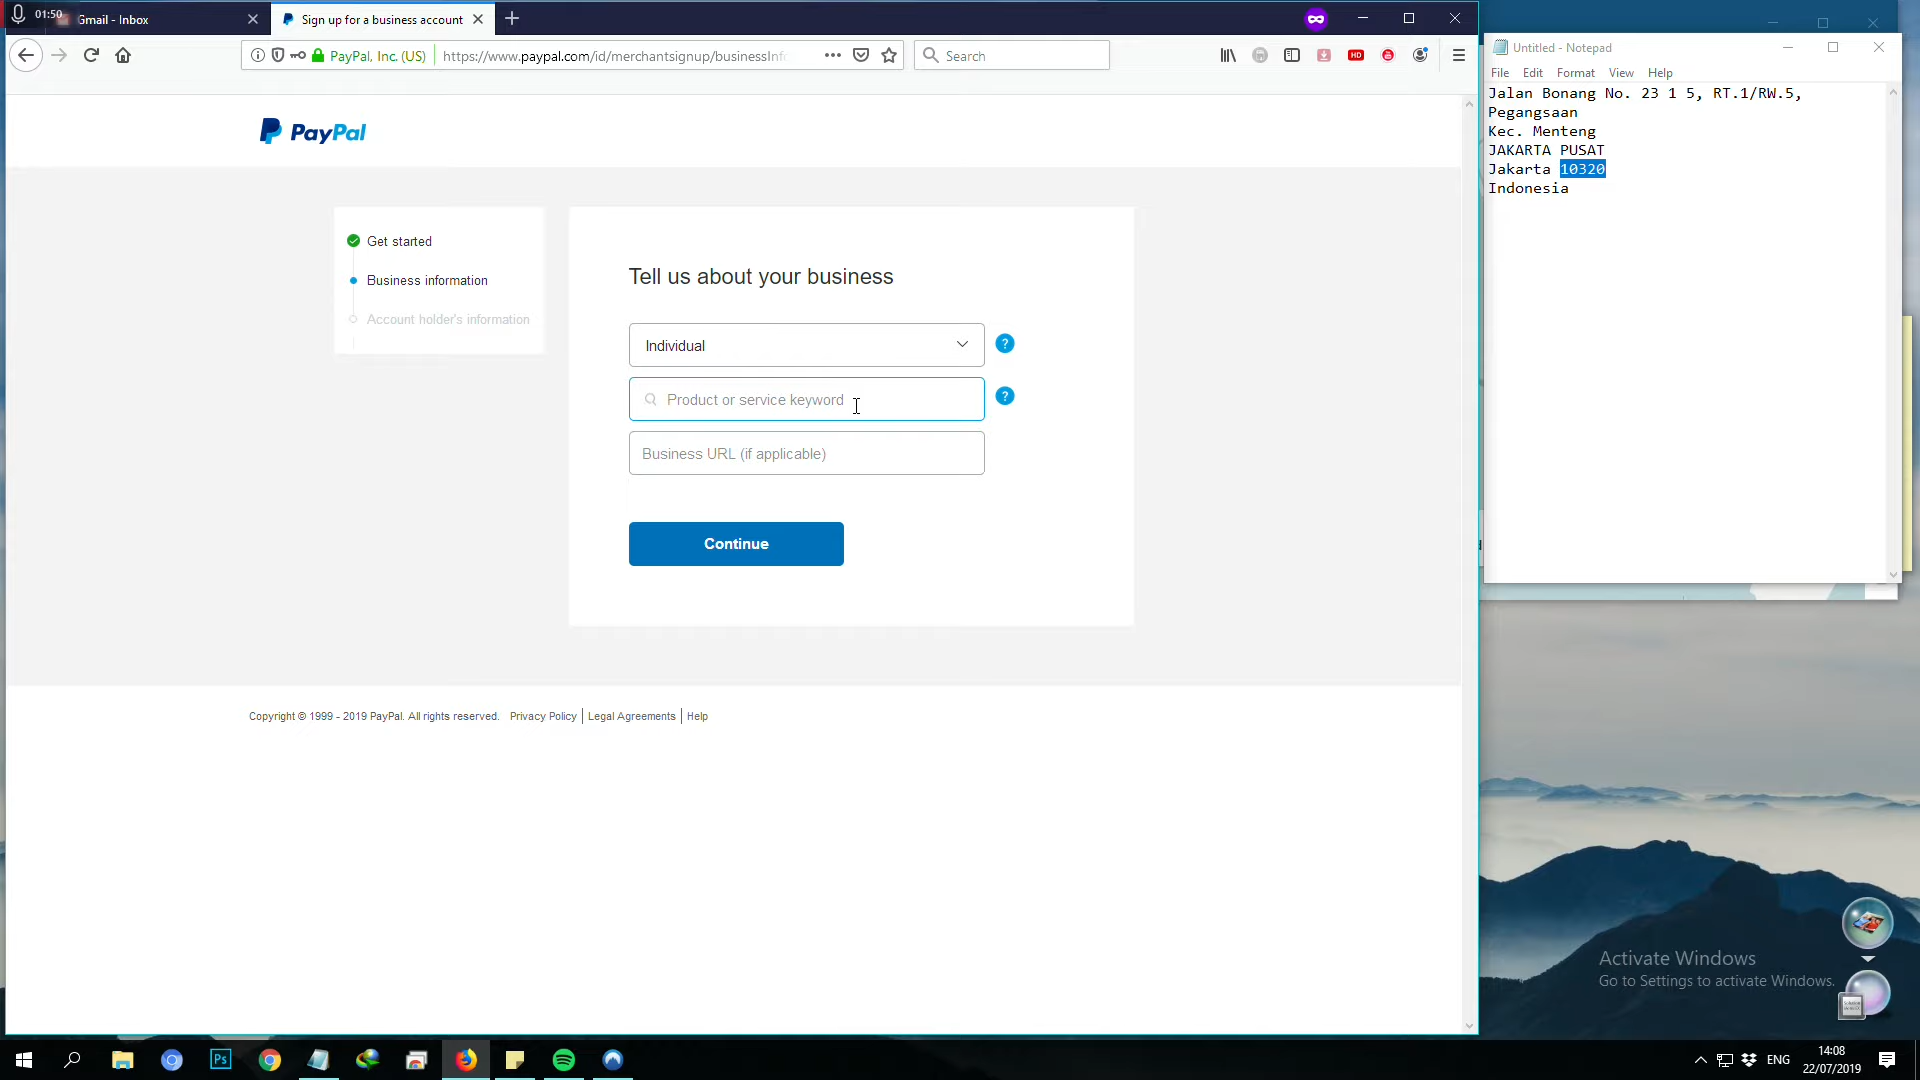 01:50
Gmail - Inbox
Sign up for a business account
PayPal, Inc. (US)
https://www.paypal.com/id/merchantsignup/businessInf
Search
HD
PayPal
Get started
Business information
Account holder's information
Tell us about your business
Individual
?
Product or service keyword
?
Business URL (if applicable)
Continue
Copyright © 1999 - 2019 PayPal. All rights reserved. Privacy Policy | Legal Agreements | Help
Untitled - Notepad
File Edit Format View Help
Jalan Bonang No. 23 1 5, RT.1/RW.5,
Pegangsaan
Kec. Menteng
JAKARTA PUSAT
Jakarta 10320
Indonesia
Activate Windows
Go to Settings to activate Windows.
Ps
ENG
14:08
22/07/2019